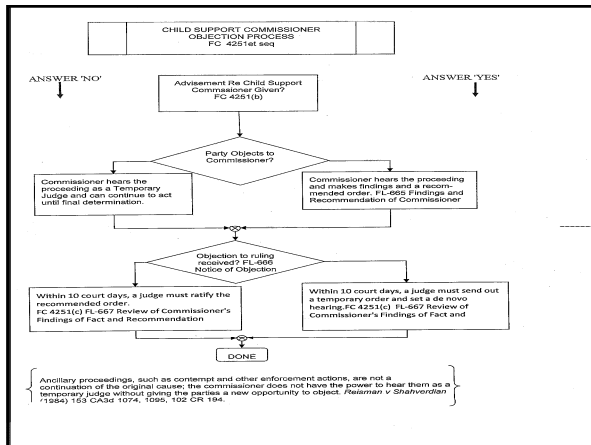 CHILD SUPPORT COMMISSIONER
OBJECTION PROCESS
FC 4251et seq
ANSWER 'NO'
ANSWER 'YES'
Advisement Re Child Support
Commissioner Given?
FC 4251(b)
Party Objects to
Commissioner?
Commissioner hears the
proceeding as a Temporary
Judge and can continue to act
until final determination.
Commissioner hears the proceeding
and makes findings and a recom-
mended order. FL-665 Findings and
Recommendation of Commissioner
Objection to ruling
received? FL-666
Notice of Objection
Within 10 court days, a judge must ratify the
recommended order.
FC 4251(c) FL-667 Review of Commissioner's
Findings of Fact and Recommendation
Within 10 court days, a judge must send out
a temporary order and set a de novo
hearing.FC 4251(c) FL-667 Review of
Commissioner's Findings of Fact and
DONE
Ancillary proceedings, such as contempt and other enforcement actions, are not a
continuation of the original cause; the commissioner does not have the power to hear them as a
temporary judge without giving the parties a new opportunity to object. Reisman v Shahverdian
(1984) 153 CA3d 1074, 1095, 102 CR 194.